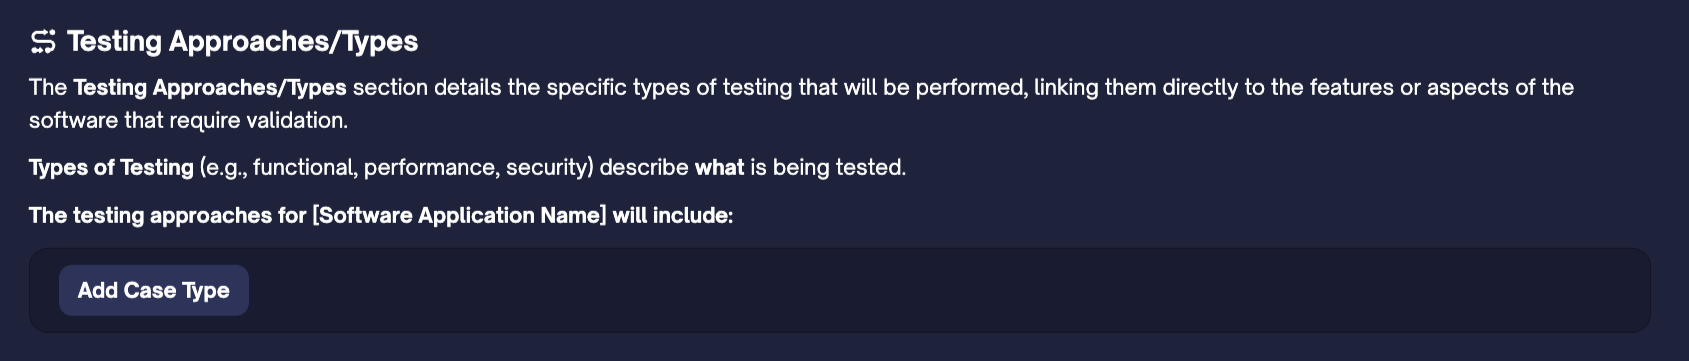 Testing Approaches/Types
The Testing Approaches/Types section details the specific types of testing that will be performed, linking them directly to the features or aspects of the
software that require validation.
Types of Testing (e.g., functional, performance, security) describe what is being tested.
The testing approaches for [Software Application Name] will include:
Add Case Type